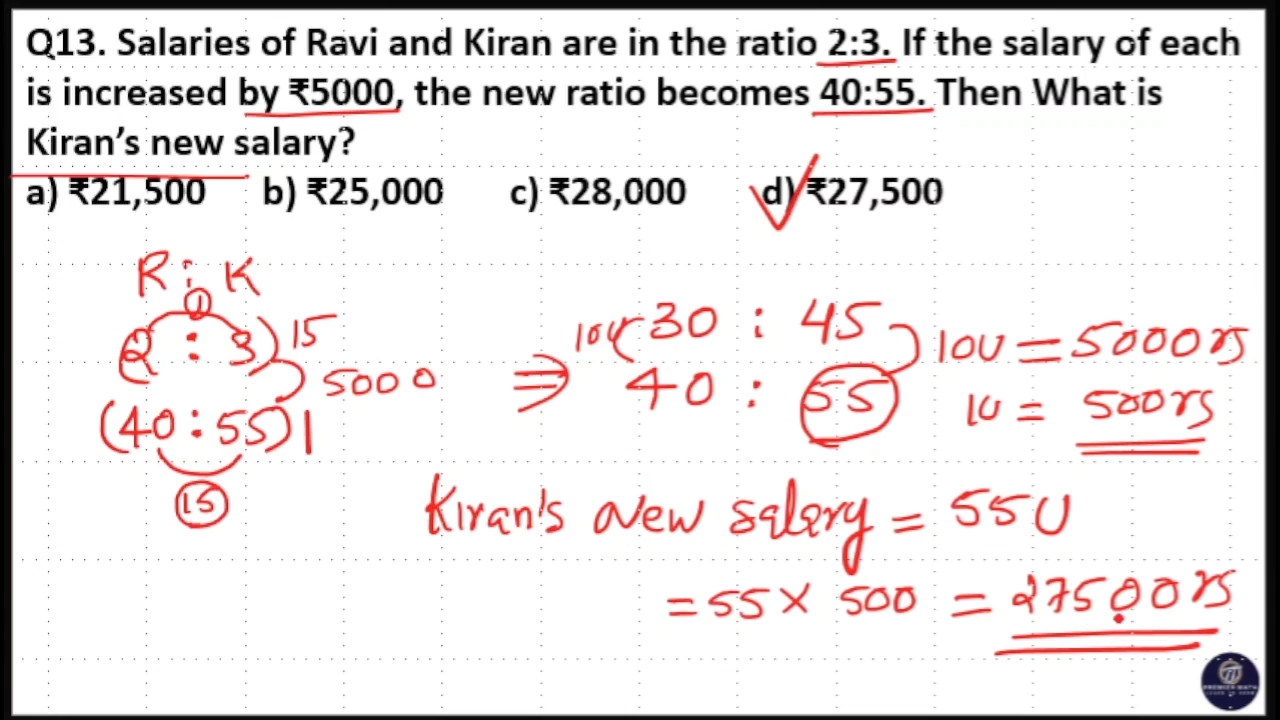 Q13. Salaries of Ravi and Kiran are in the ratio 2:3. If the salary of each
is increased by ₹5000, the new ratio becomes 40:55. Then What is
Kiran's new salary?
a) ₹21,500 b) ₹25,000 c) ₹28,000 d) ₹27,500
R : K
1
2 : 3) 15
5000
(40 : 55) 1
15
10U 30 : 45
⇒ 40 : 55
10U = 5000rs
1U = 500rs
Kiran's New salery = 55U
= 55 × 500 = 27500rs
PREMIER MATH